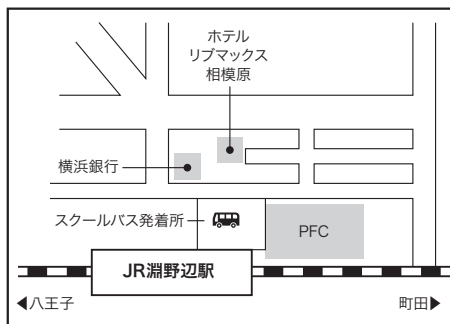 ホテル
リブマックス
相模原
横浜銀行
スクールバス発着所
PFC
JR淵野辺駅
◀八王子
町田▶